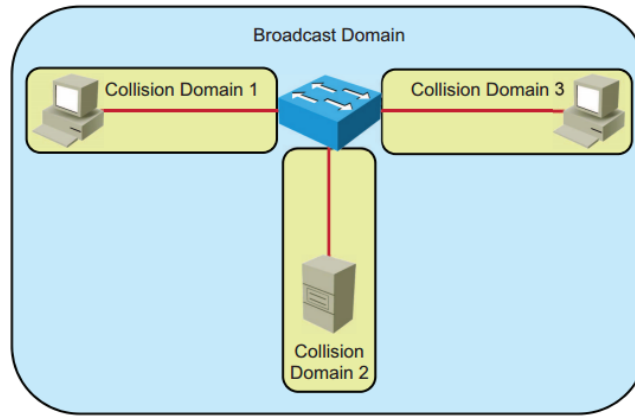 Broadcast Domain
Collision Domain 1
Collision Domain 3
Collision
Domain 2